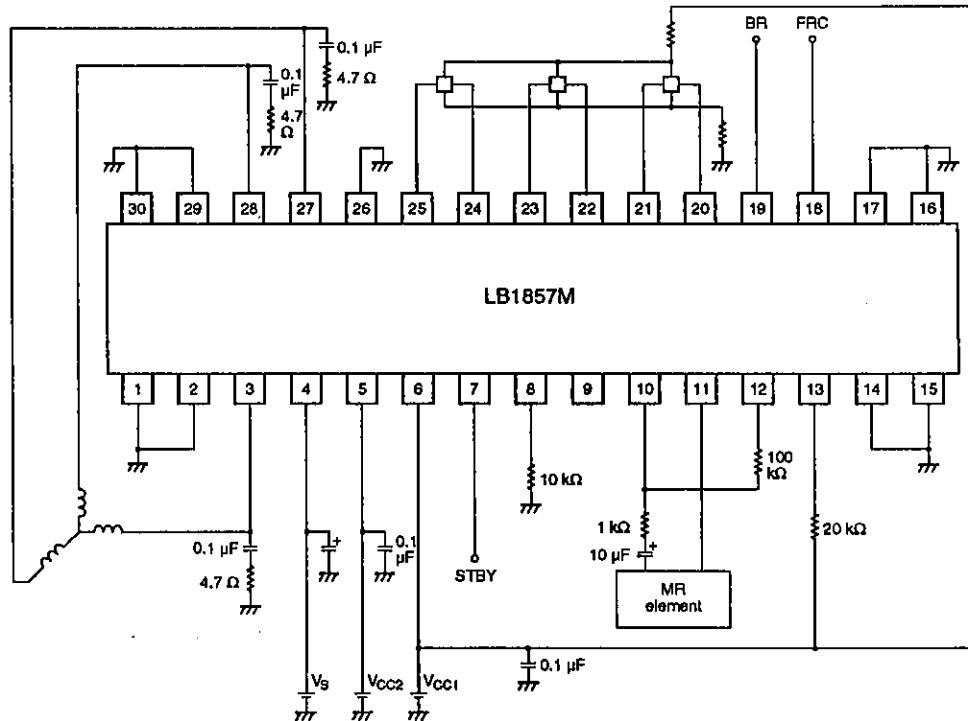 BR
FRC
0.1 µF
4.7 Ω
0.1
µF
4.7
Ω
30
29
28
27
26
25
24
23
22
21
20
19
18
17
16
LB1857M
1
2
3
4
5
6
7
8
9
10
11
12
13
14
15
10 kΩ
100
kΩ
1 kΩ
20 kΩ
0.1 µF
4.7 Ω
+
0.1
µF
STBY
10 µF
+
MR
element
0.1 µF
VS
VCC2
VCC1